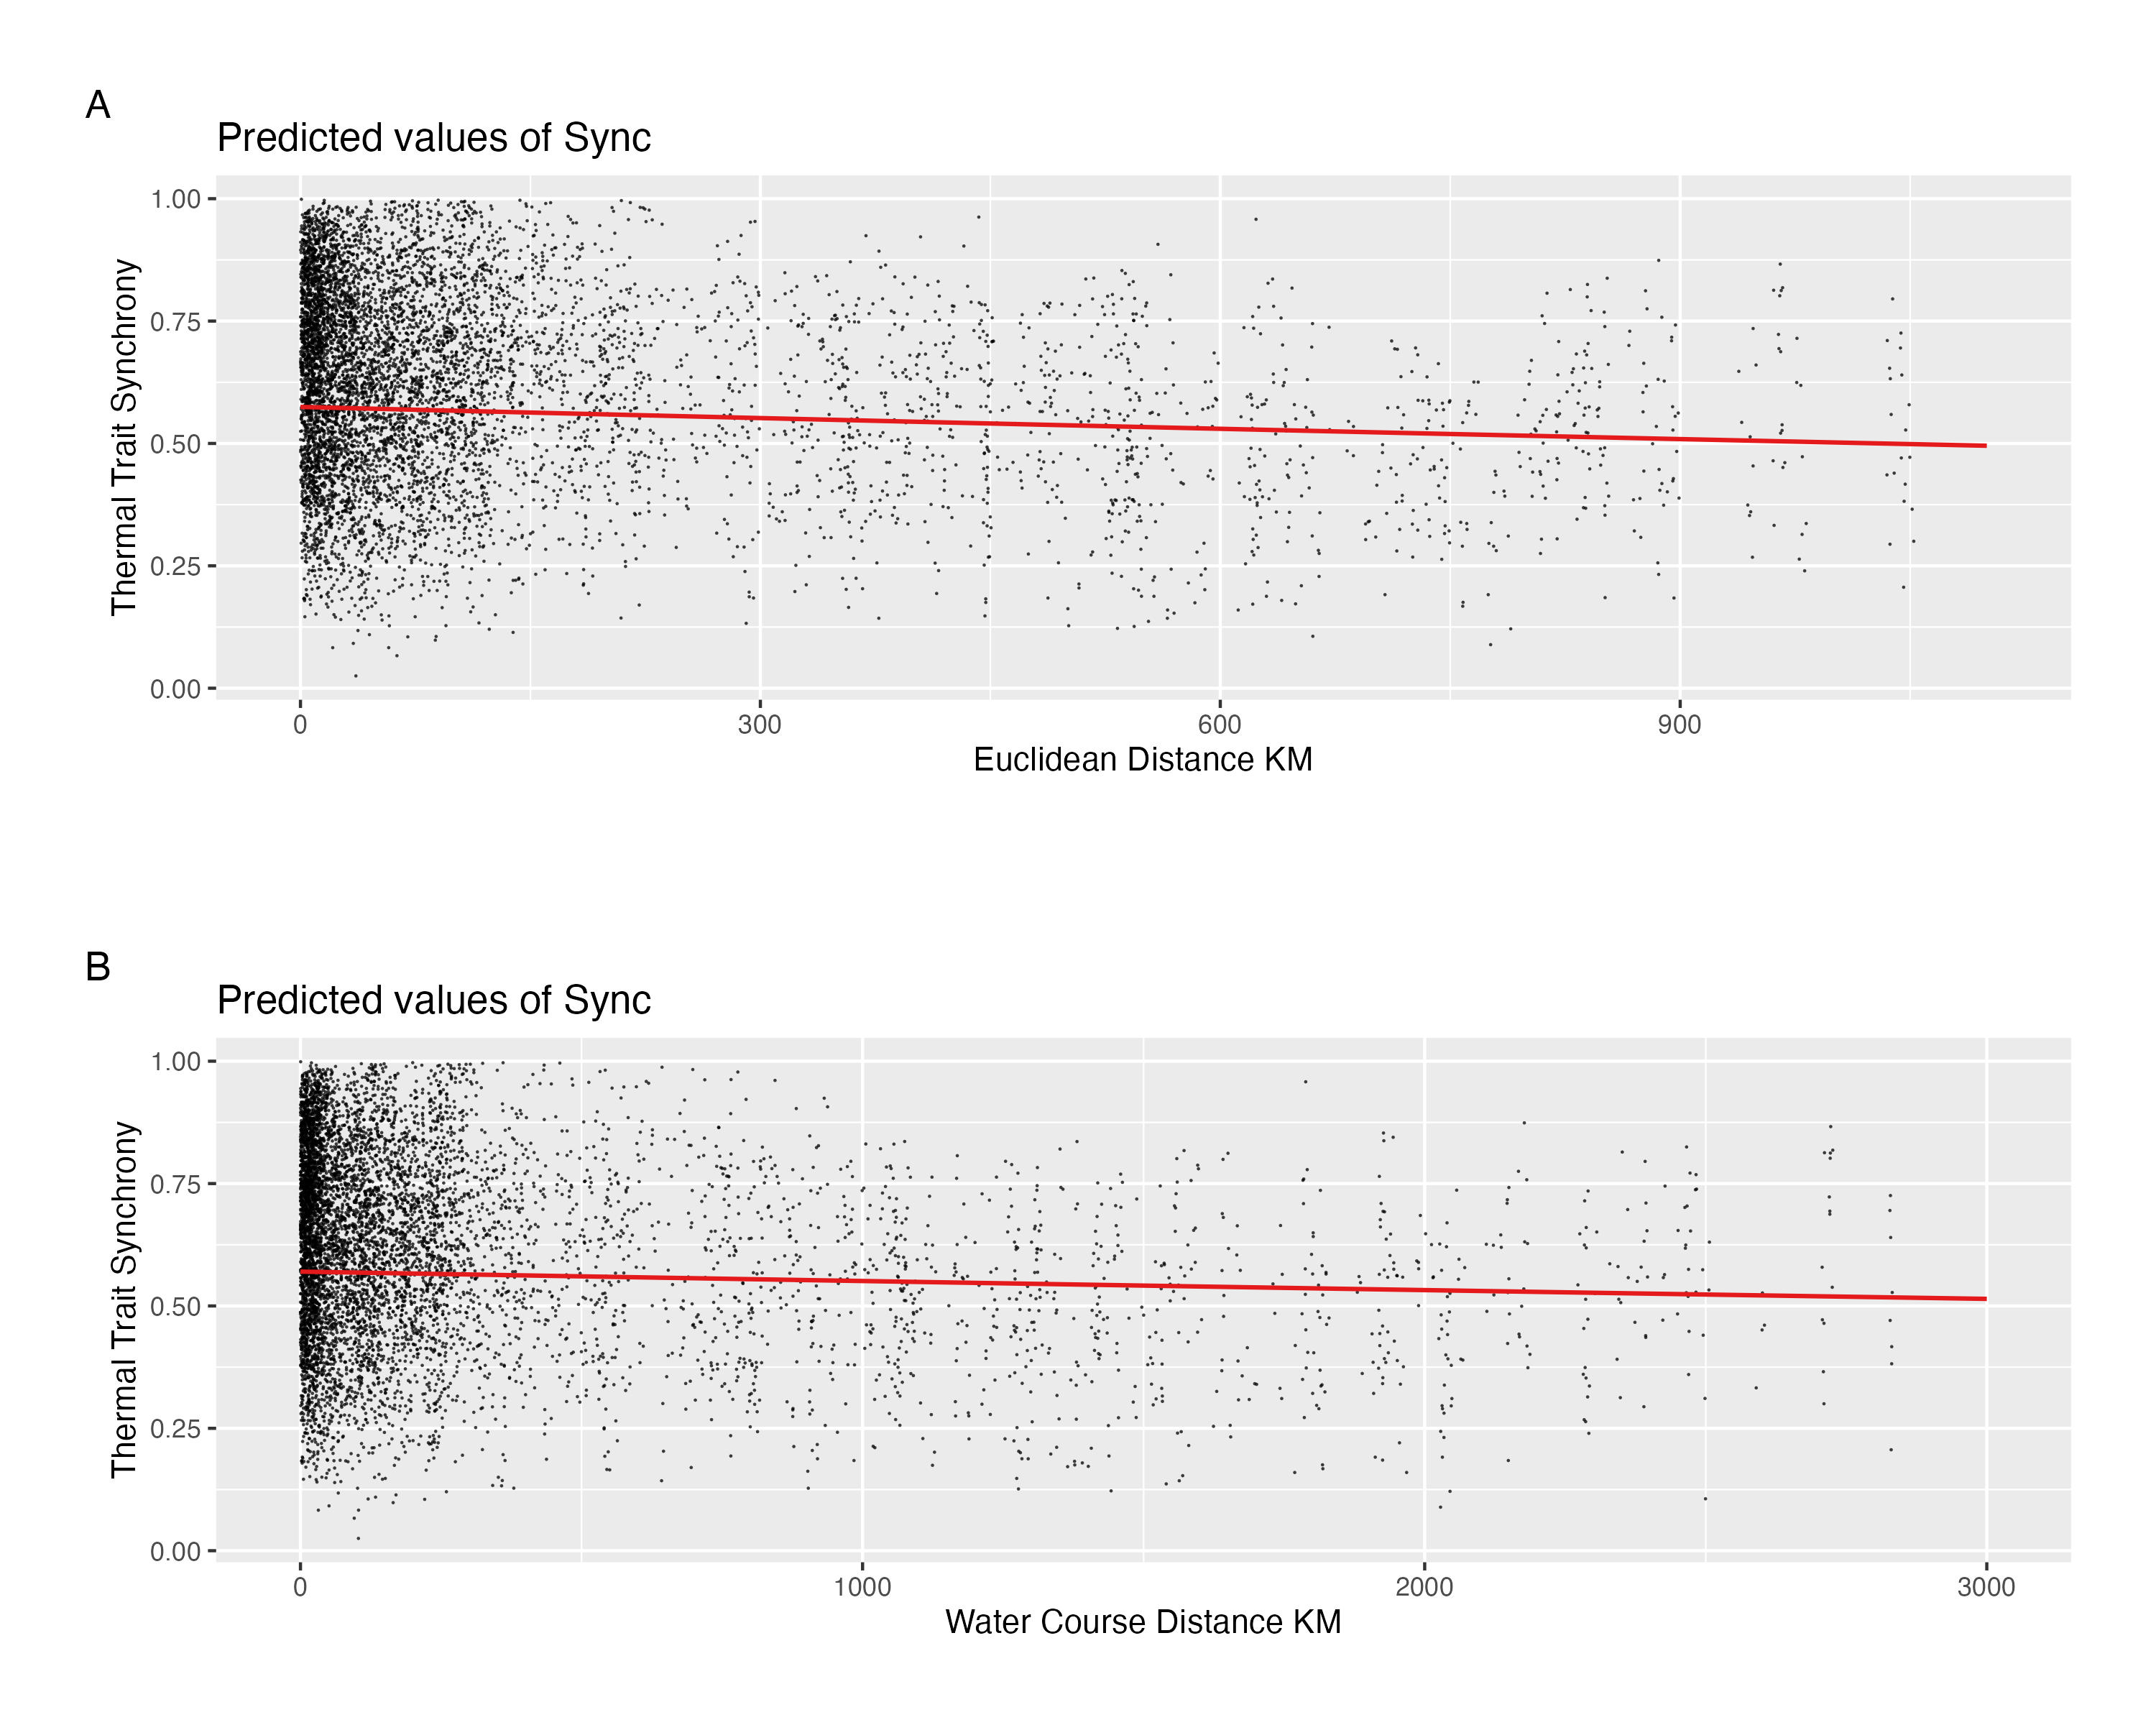 A
Predicted values of Sync
Thermal Trait Synchrony
1.00
0.75
0.50
0.25
0.00
0 300 600 900
Euclidean Distance KM
B
Predicted values of Sync
Thermal Trait Synchrony
1.00
0.75
0.50
0.25
0.00
0 1000 2000 3000
Water Course Distance KM